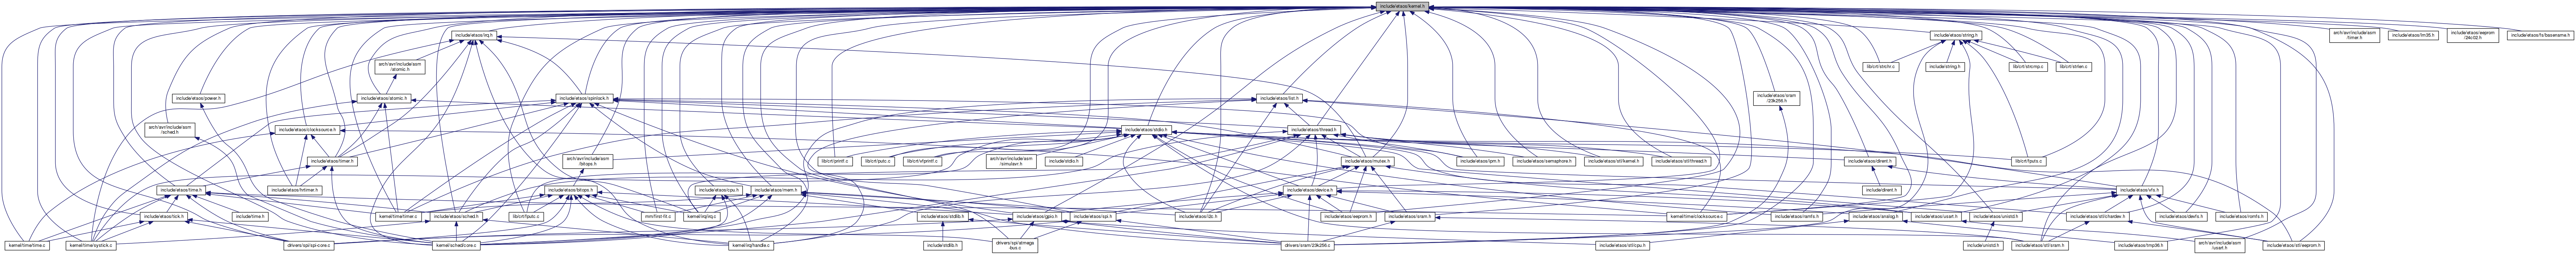 include/etaos/kernel.h
include/etaos/irq.h
include/etaos/string.h
arch/avr/include/asm
/timer.h
include/etaos/lm35.h
include/etaos/eeprom
/24c02.h
include/etaos/fs/basename.h
arch/avr/include/asm
/atomic.h
lib/crt/strchr.c
include/string.h
lib/crt/strcmp.c
lib/crt/strlen.c
include/etaos/power.h
include/etaos/atomic.h
include/etaos/spinlock.h
include/etaos/list.h
include/etaos/sram
/23k256.h
arch/avr/include/asm
/sched.h
include/etaos/clocksource.h
include/etaos/stdio.h
include/etaos/thread.h
include/etaos/timer.h
arch/avr/include/asm
/bitops.h
lib/crt/printf.c
lib/crt/putc.c
lib/crt/vfprintf.c
arch/avr/include/asm
/simulavr.h
include/stdio.h
include/etaos/mutex.h
include/etaos/ipm.h
include/etaos/semaphore.h
include/etaos/stl/kernel.h
include/etaos/stl/thread.h
include/etaos/dirent.h
lib/crt/fputs.c
include/etaos/time.h
include/etaos/hrtimer.h
include/etaos/bitops.h
include/etaos/cpu.h
include/etaos/mem.h
include/etaos/device.h
include/dirent.h
include/etaos/vfs.h
include/etaos/tick.h
include/time.h
kernel/time/timer.c
include/etaos/sched.h
lib/crt/fputc.c
mm/first-fit.c
kernel/irq/irq.c
include/etaos/stdlib.h
include/etaos/gpio.h
include/etaos/spi.h
include/etaos/i2c.h
include/etaos/eeprom.h
include/etaos/sram.h
kernel/time/clocksource.c
include/etaos/ramfs.h
include/etaos/analog.h
include/etaos/usart.h
include/etaos/unistd.h
include/etaos/stl/chardev.h
include/etaos/devfs.h
include/etaos/romfs.h
kernel/time/time.c
kernel/time/systick.c
drivers/spi/spi-core.c
kernel/sched/core.c
kernel/irq/handle.c
include/stdlib.h
drivers/spi/atmega
/bus.c
drivers/sram/23k256.c
include/etaos/stl/cpu.h
include/unistd.h
include/etaos/stl/sram.h
include/etaos/tmp36.h
arch/avr/include/asm
/usart.h
include/etaos/stl/eeprom.h